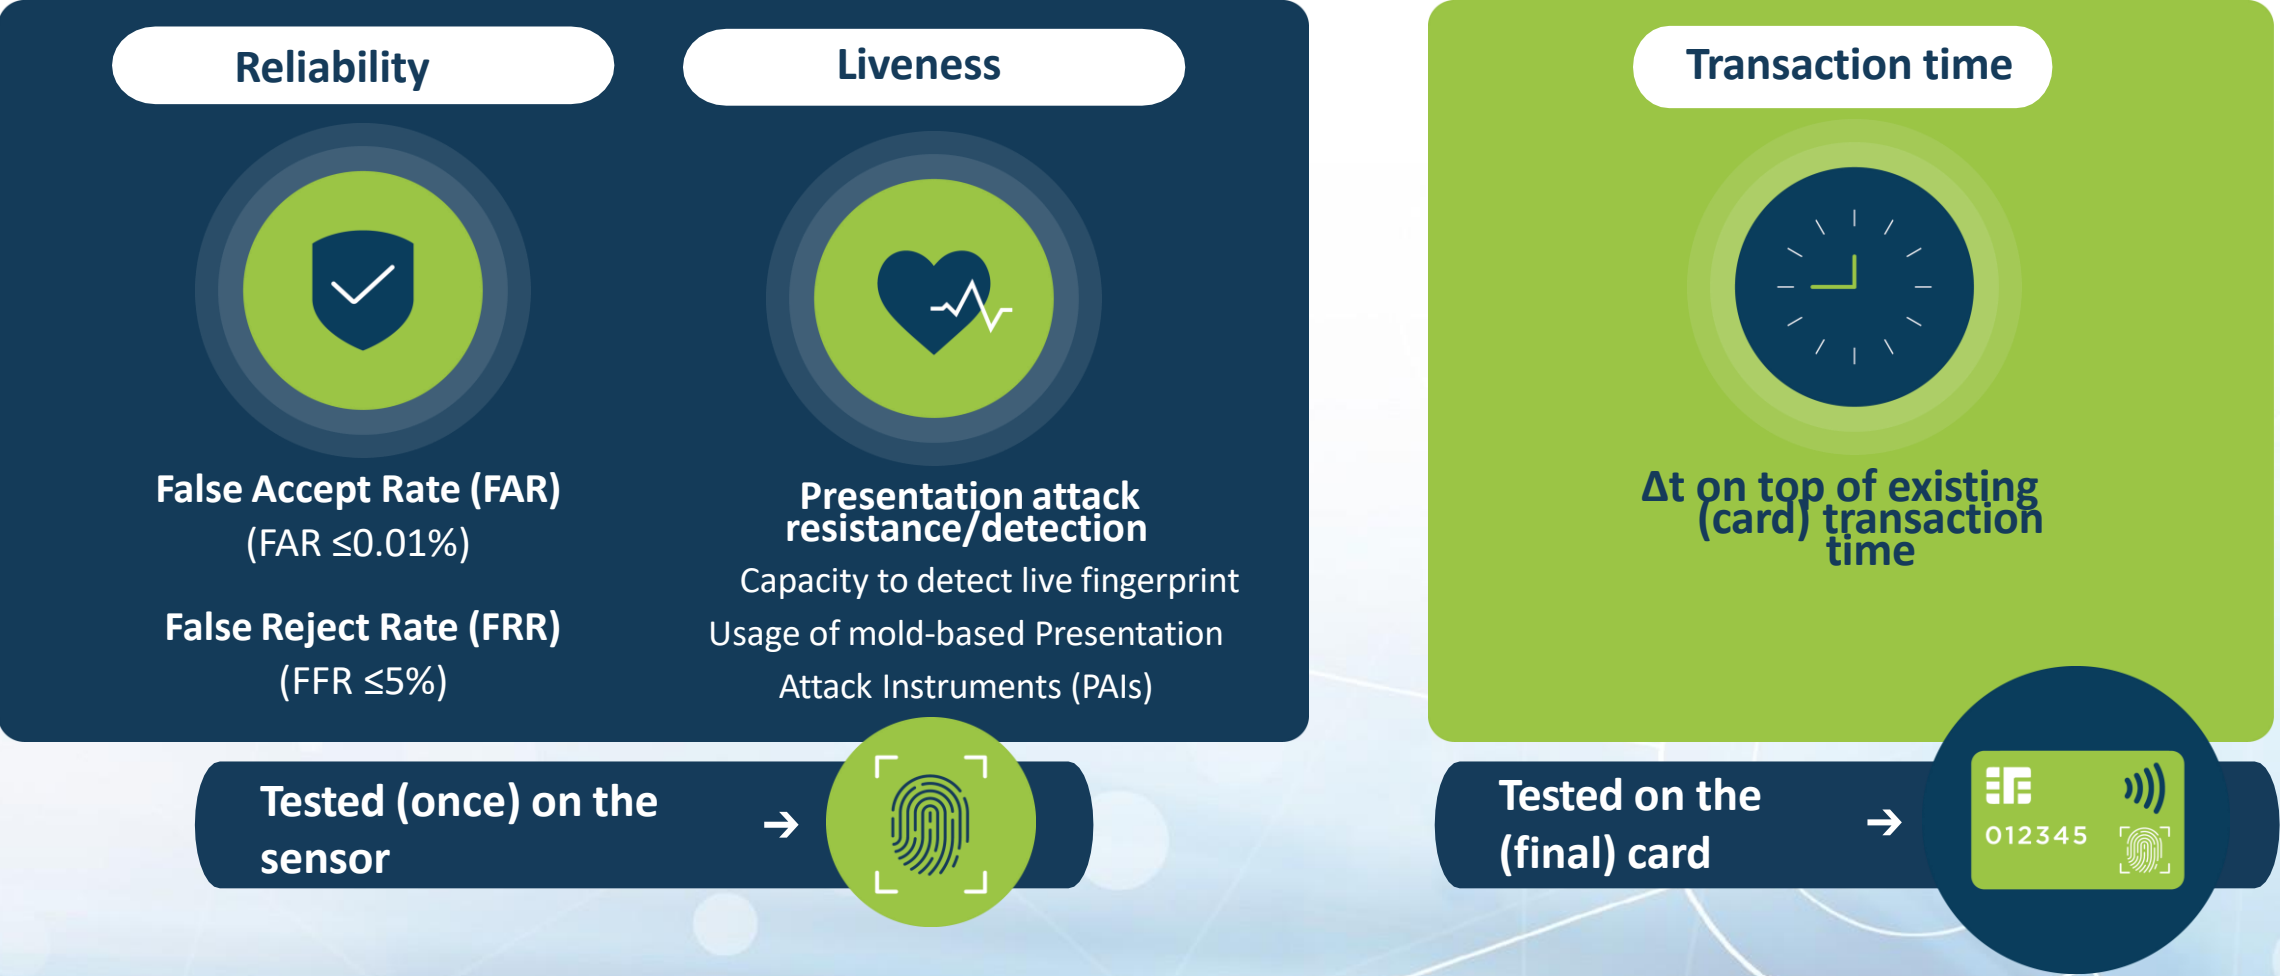 Reliability
False Accept Rate (FAR)
(FAR ≤0.01%)
False Reject Rate (FRR)
(FFR ≤5%)
Liveness
Presentation attack
resistance/detection
Capacity to detect live fingerprint
Usage of mold-based Presentation
Attack Instruments (PAIs)
Tested (once) on the
sensor
➔
Transaction time
Δt on top of existing
(card) transaction
time
Tested on the
(final) card
➔
012345